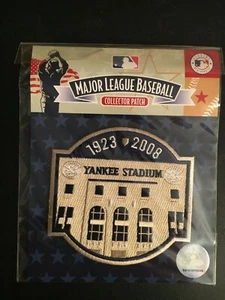 MAJOR LEAGUE BASEBALL
COLLECTOR PATCH
1923 2008
YANKEE STADIUM